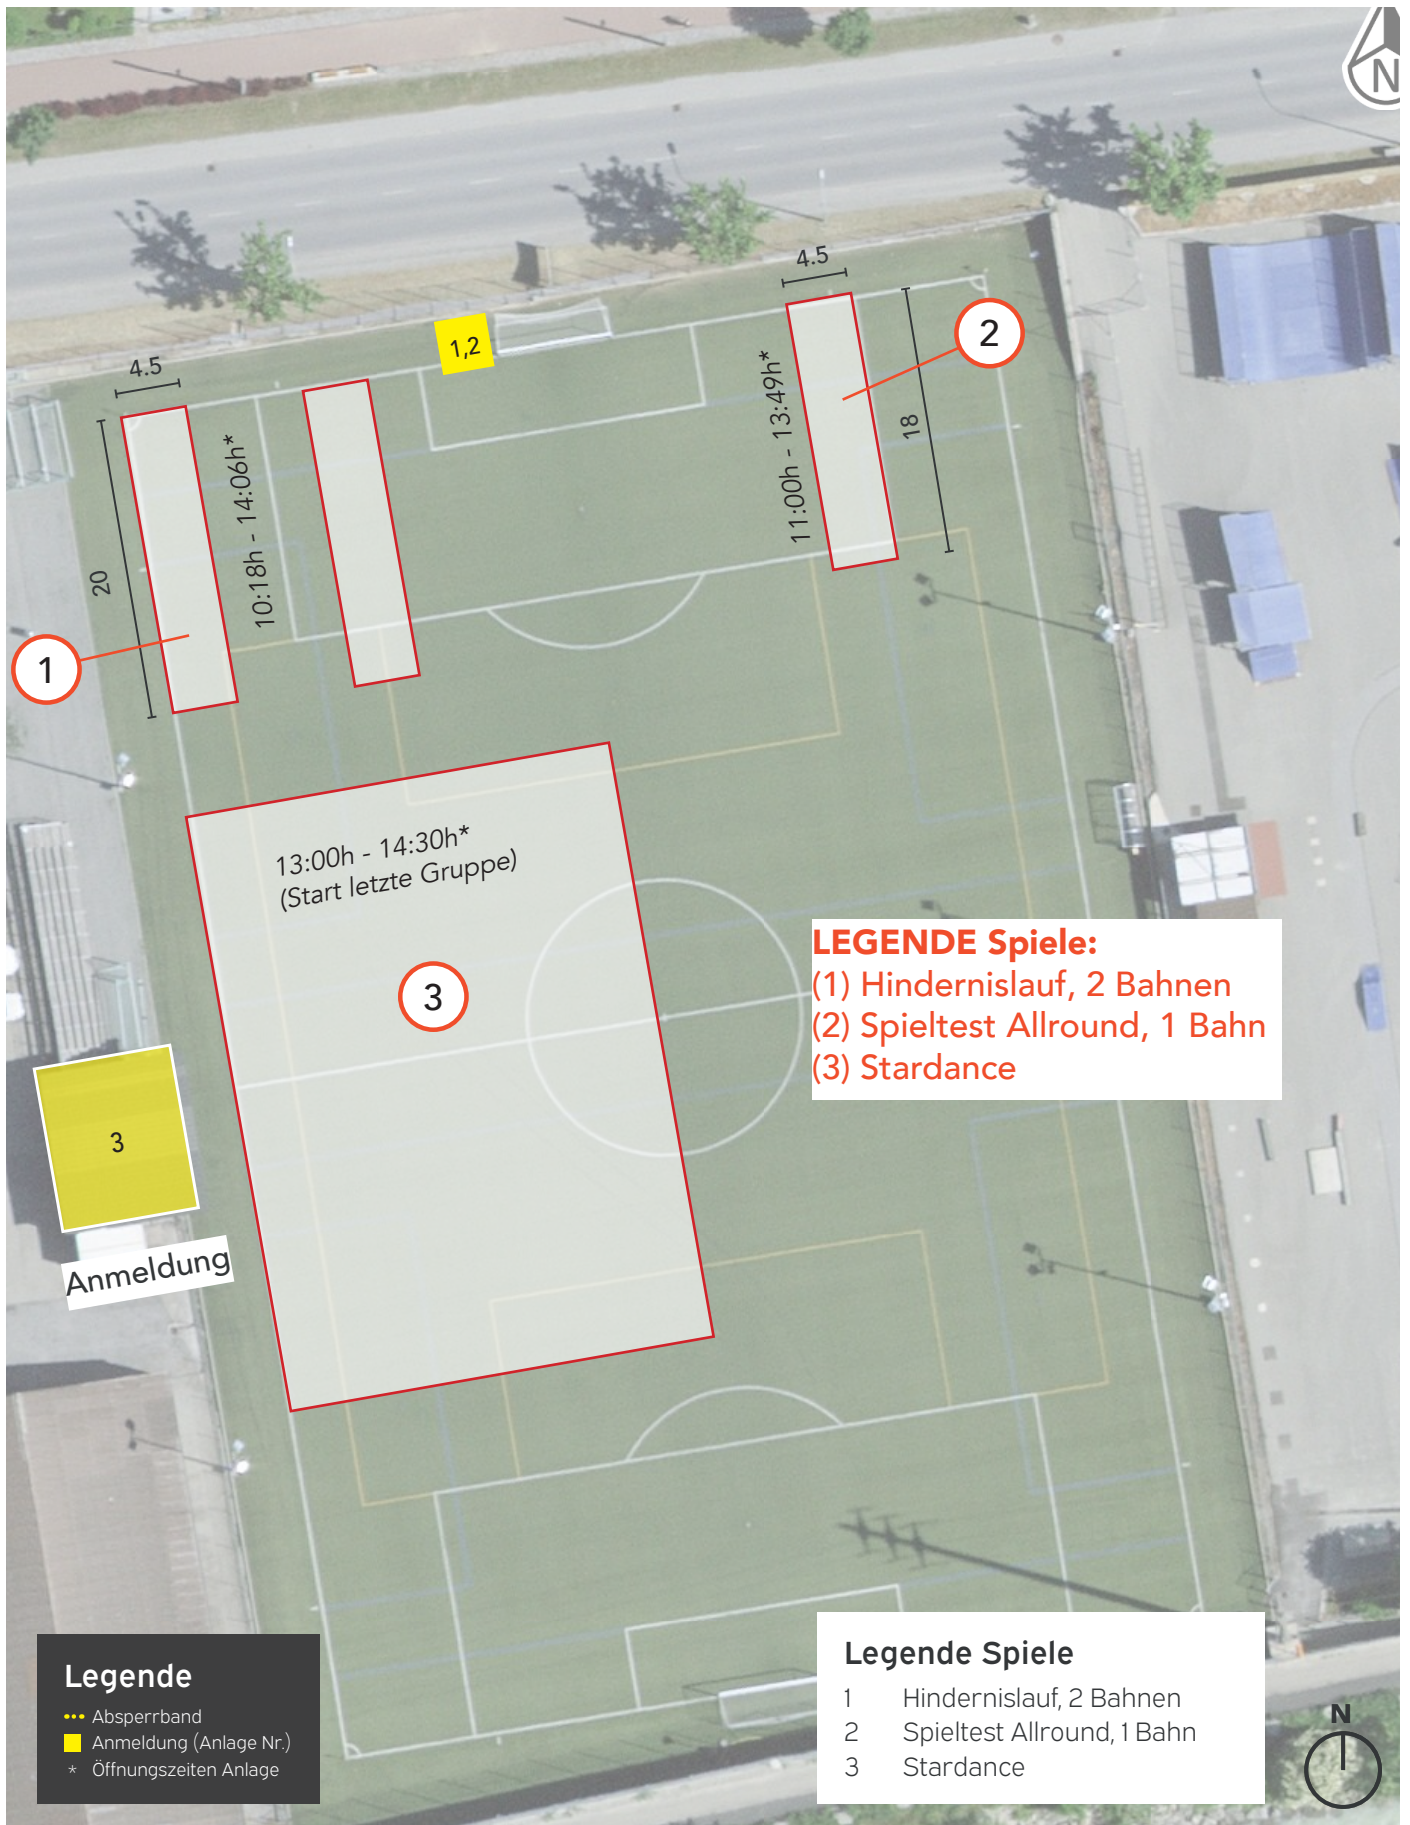 N
4.5
2
1,2
4.5
11:00h - 13:49h*
18
10:18h - 14:06h*
20
1
13:00h - 14:30h*
(Start letzte Gruppe)
3
LEGENDE Spiele:
(1) Hindernislauf, 2 Bahnen
(2) Spieltest Allround, 1 Bahn
(3) Stardance
3
Anmeldung
Legende
Absperrband
Anmeldung (Anlage Nr.)
* Öffnungszeiten Anlage
Legende Spiele
1 Hindernislauf, 2 Bahnen
2 Spieltest Allround, 1 Bahn
3 Stardance
N